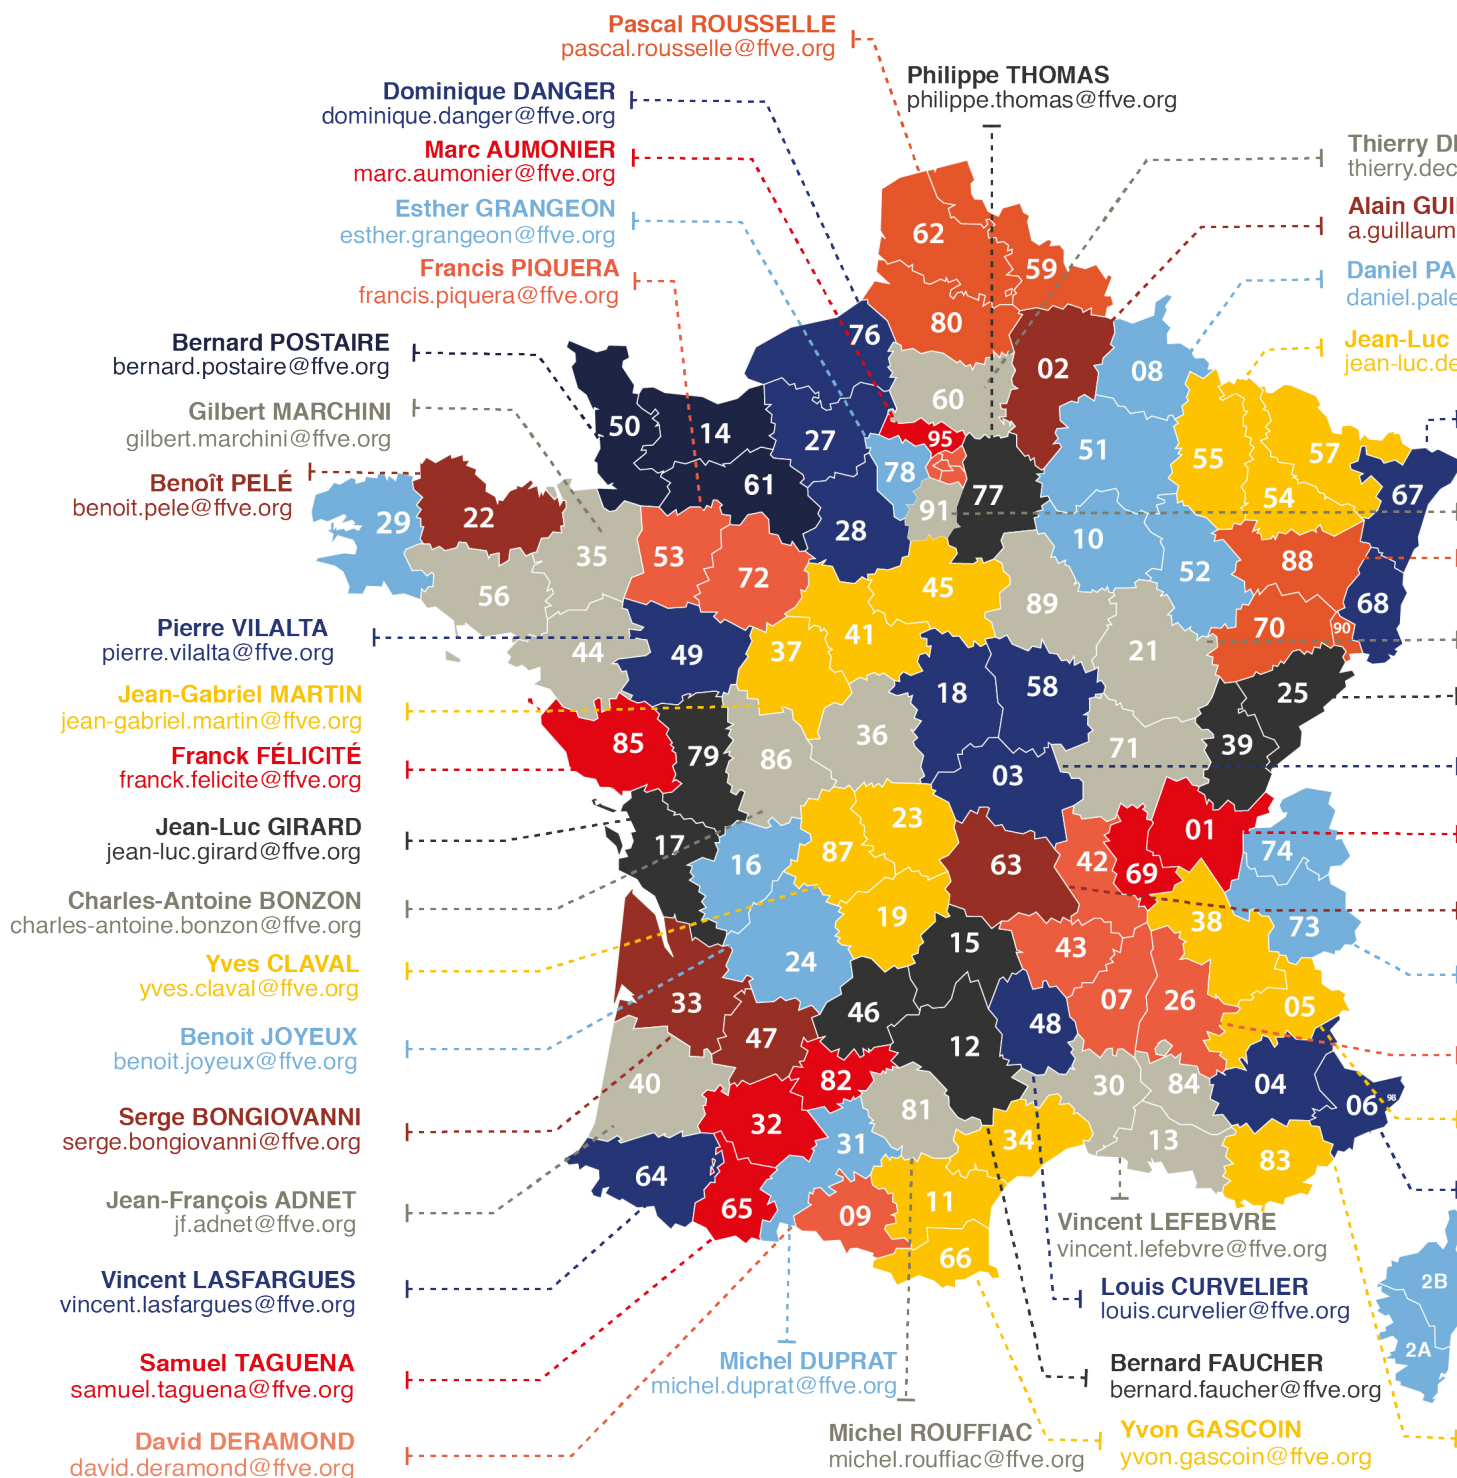 Pascal ROUSSELLE
pascal.rousselle@ffve.org
Philippe THOMAS
philippe.thomas@ffve.org
Dominique DANGER
dominique.danger@ffve.org
Marc AUMONIER
marc.aumonier@ffve.org
Esther GRANGEON
esther.grangeon@ffve.org
Francis PIQUERA
francis.piquera@ffve.org
Bernard POSTAIRE
bernard.postaire@ffve.org
Gilbert MARCHINI
gilbert.marchini@ffve.org
Benoît PELÉ
benoit.pele@ffve.org
Pierre VILALTA
pierre.vilalta@ffve.org
Jean-Gabriel MARTIN
jean-gabriel.martin@ffve.org
Franck FÉLICITÉ
franck.felicite@ffve.org
Jean-Luc GIRARD
jean-luc.girard@ffve.org
Charles-Antoine BONZON
charles-antoine.bonzon@ffve.org
Yves CLAVAL
yves.claval@ffve.org
Benoit JOYEUX
benoit.joyeux@ffve.org
Serge BONGIOVANNI
serge.bongiovanni@ffve.org
Jean-François ADNET
jf.adnet@ffve.org
Vincent LASFARGUES
vincent.lasfargues@ffve.org
Samuel TAGUENA
samuel.taguena@ffve.org
David DERAMOND
david.deramond@ffve.org
Thierry
thierry.dec
Alain
a.guillaum
Daniel
daniel.pale
Jean-Luc
jean-luc.de
62
59
80
76
02
08
60
50
14
27
95
51
55
57
78
61
77
54
67
29
22
91
28
10
35
53
72
52
88
56
45
89
68
41
70
90
44
49
37
21
18
58
25
85
79
86
36
71
39
03
17
16
87
23
63
42
69
01
74
19
38
73
24
15
43
33
46
07
26
05
47
12
48
40
82
04
30
84
06
98
32
81
31
34
13
83
64
65
09
11
66
2B
2A
Vincent LEFEBVRE
vincent.lefebvre@ffve.org
Louis CURVELIER
louis.curvelier@ffve.org
Michel DUPRAT
michel.duprat@ffve.org
Bernard FAUCHER
bernard.faucher@ffve.org
Michel ROUFFIAC
michel.rouffiac@ffve.org
Yvon GASCOIN
yvon.gascoin@ffve.org